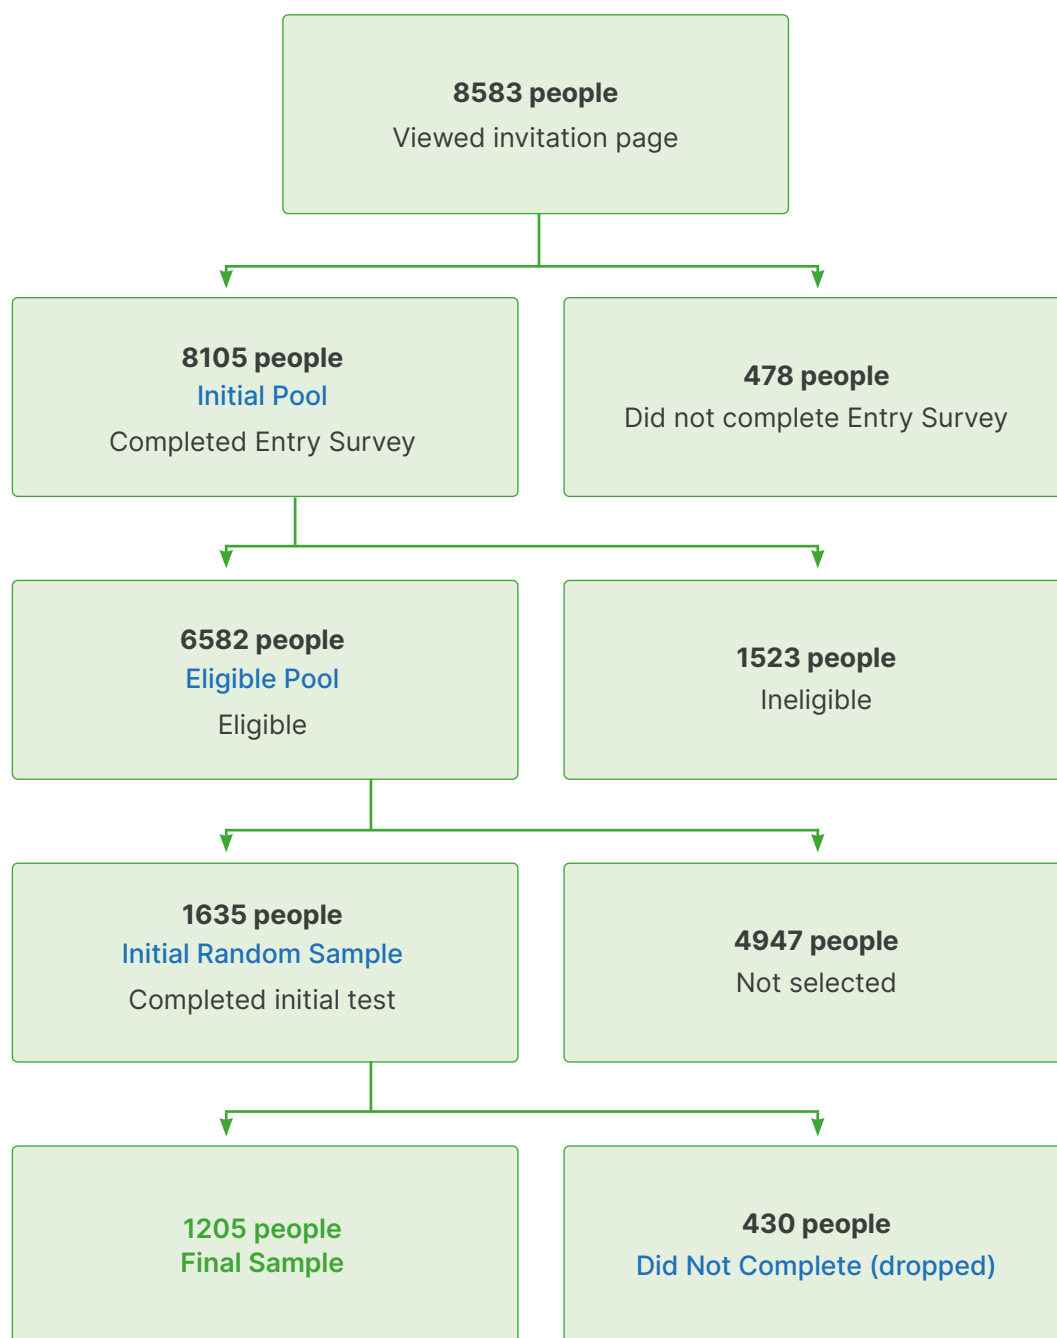 8583 people
Viewed invitation page
8105 people
Initial Pool
Completed Entry Survey
478 people
Did not complete Entry Survey
6582 people
Eligible Pool
Eligible
1523 people
Ineligible
1635 people
Initial Random Sample
Completed initial test
4947 people
Not selected
1205 people
Final Sample
430 people
Did Not Complete (dropped)